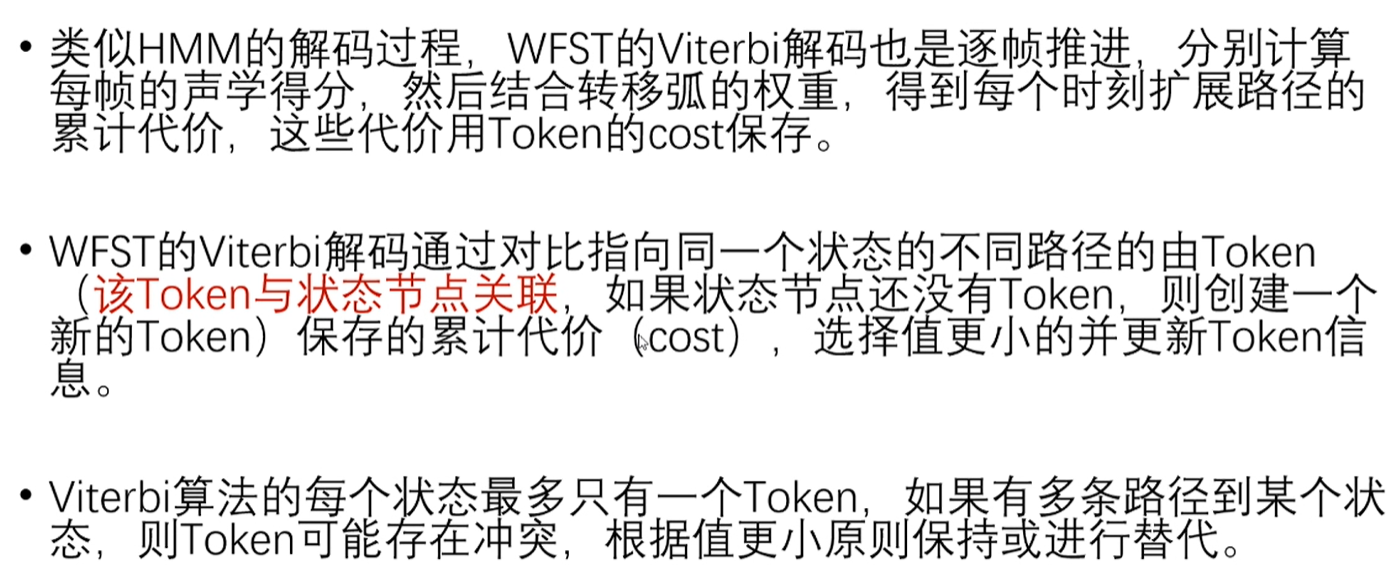 • 类似HMM的解码过程，WFST的Viterbi解码也是逐帧推进，分别计算
每帧的声学得分，然后结合转移弧的权重，得到每个时刻扩展路径的
累计代价，这些代价用Token的cost保存。
• WFST的Viterbi解码通过对比指向同一个状态的不同路径的由Token
（该Token与状态节点关联，如果状态节点还没有Token，则创建一个
新的Token）保存的累计代价（cost），选择值更小的并更新Token信
息。
• Viterbi算法的每个状态最多只有一个Token，如果有多条路径到某个状
态，则Token可能存在冲突，根据值更小原则保持或进行替代。